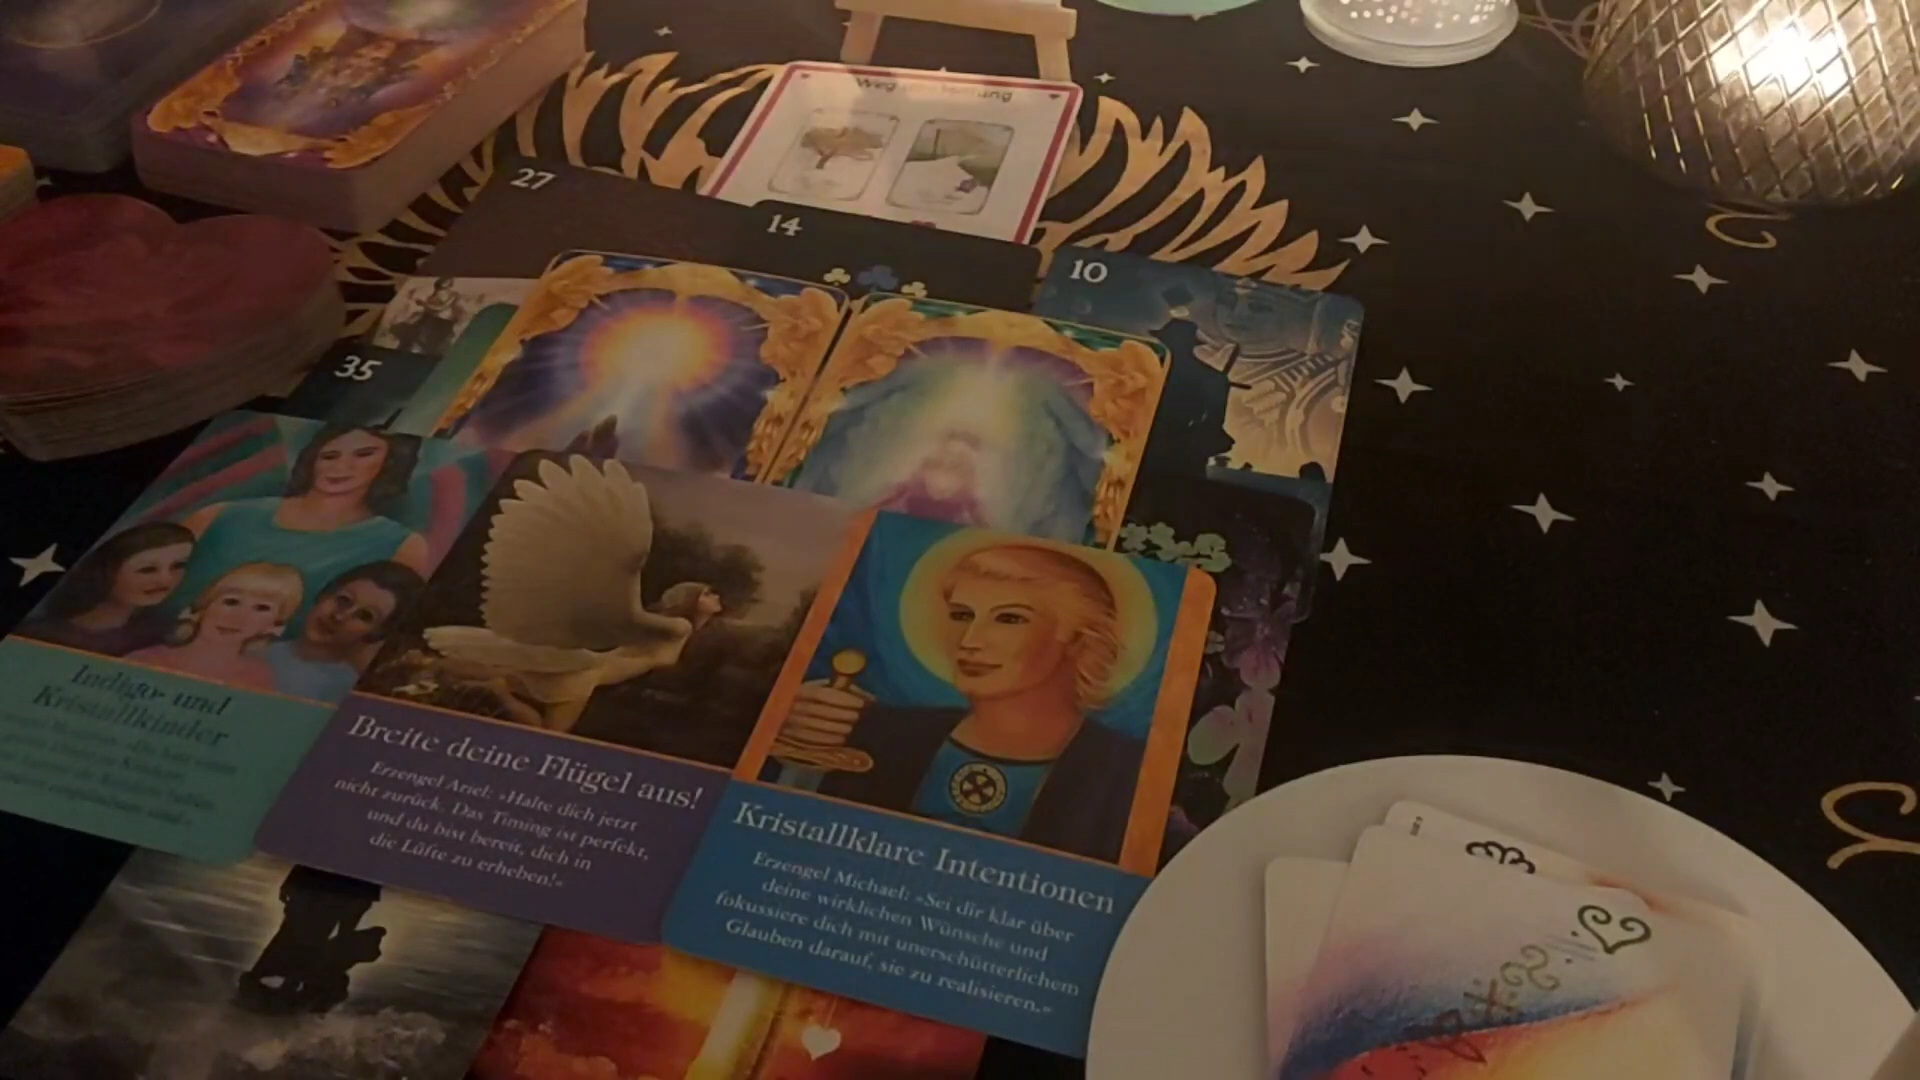 Weg
27
14
10
35
Indigo- und
Kristallkinder
Breite deine Flügel aus!
Erzengel Ariel: »Halte dich jetzt
nicht zurück. Das Timing ist perfekt,
und du bist bereit, dich in
die Lüfte zu erheben!«
Kristallklare Intentionen
Erzengel Michael: »Sei dir klar über
deine wirklichen Wünsche und
fokussiere dich mit unerschütterlichem
Glauben darauf, sie zu realisieren.«